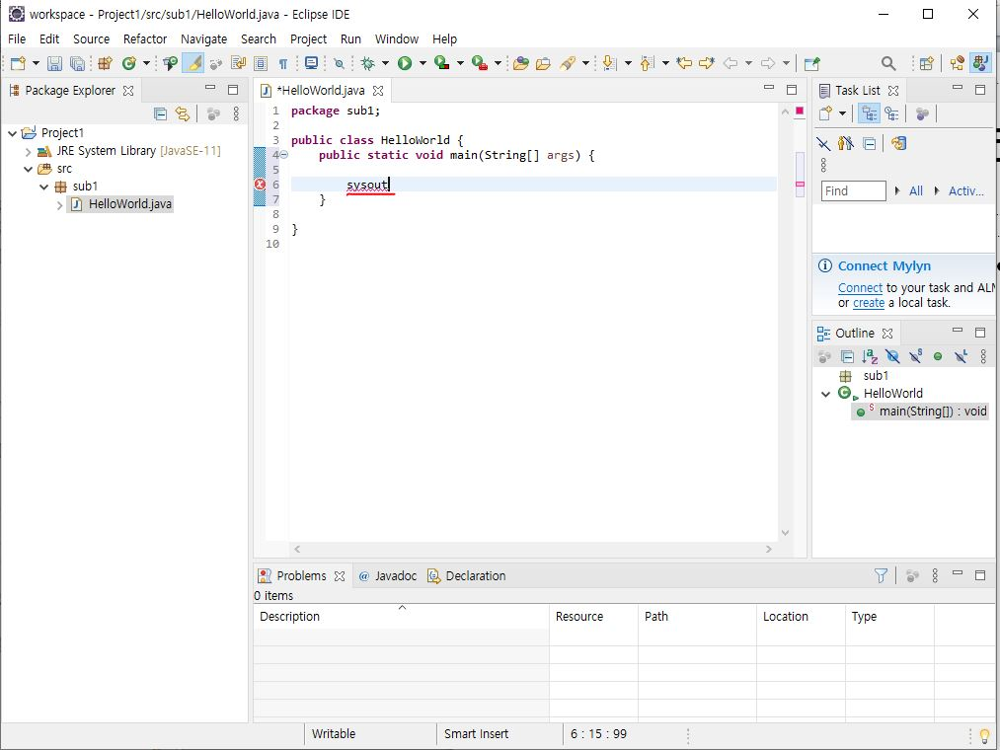 workspace - Project1/src/sub1/HelloWorld.java - Eclipse IDE
File Edit Source Refactor Navigate Search Project Run Window Help
Package Explorer
Project1
JRE System Library [JavaSE-11]
src
sub1
HelloWorld.java
*HelloWorld.java
1 package sub1;
2
3 public class HelloWorld {
4 public static void main(String[] args) {
5
6 sysout
7 }
8
9 }
10
Task List
Find All Activ...
Connect Mylyn
Connect to your task and ALM
or create a local task.
Outline
sub1
HelloWorld
main(String[]) : void
Problems Javadoc Declaration
0 items
Description Resource Path Location Type
Writable Smart Insert 6 : 15 : 99